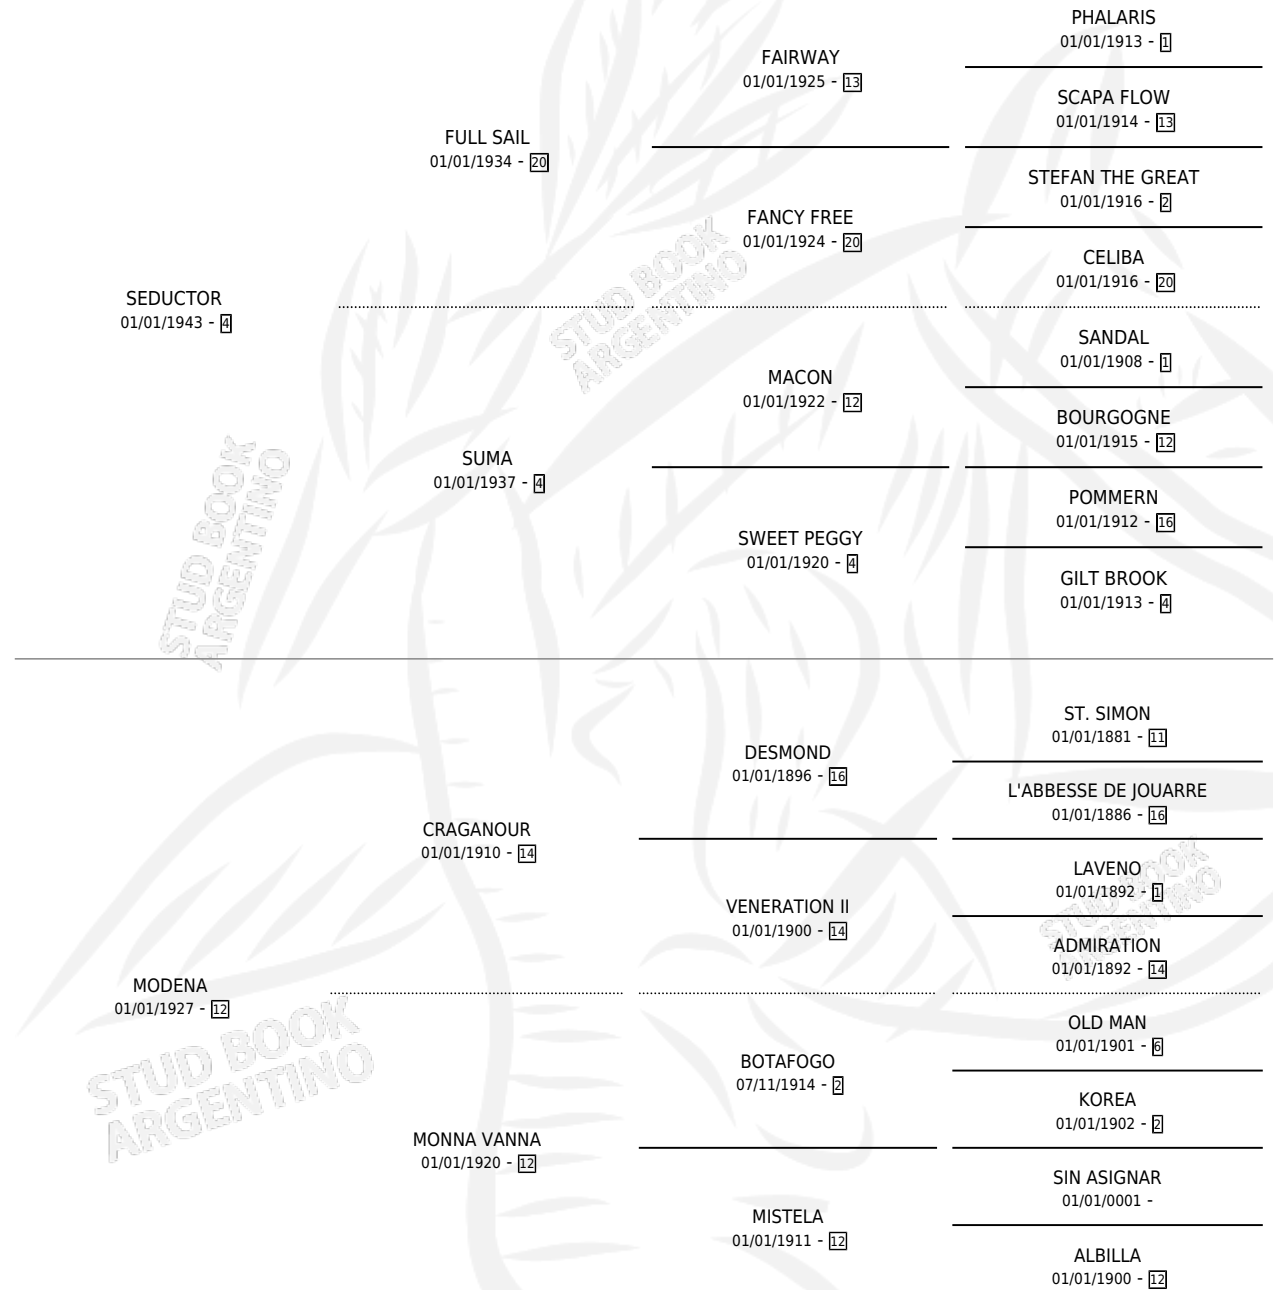 PHALARIS
01/01/1913 - 1
FAIRWAY
01/01/1925 - 13
SCAPA FLOW
01/01/1914 - 13
FULL SAIL
01/01/1934 - 20
STEFAN THE GREAT
01/01/1916 - 2
FANCY FREE
01/01/1924 - 20
CELIBA
01/01/1916 - 20
SEDUCTOR
01/01/1943 - 4
SANDAL
01/01/1908 - 1
MACON
01/01/1922 - 12
BOURGOGNE
01/01/1915 - 12
SUMA
01/01/1937 - 4
POMMERN
01/01/1912 - 16
SWEET PEGGY
01/01/1920 - 4
GILT BROOK
01/01/1913 - 4
STUD BOOK
ARGENTINO
STUD BOOK
ARGENTINO
ST. SIMON
01/01/1881 - 11
DESMOND
01/01/1896 - 16
L'ABBESSE DE JOUARRE
01/01/1886 - 16
CRAGANOUR
01/01/1910 - 14
LAVENO
01/01/1892 - 1
VENERATION II
01/01/1900 - 14
ADMIRATION
01/01/1892 - 14
MODENA
01/01/1927 - 12
OLD MAN
01/01/1901 - 6
BOTAFOGO
07/11/1914 - 2
KOREA
01/01/1902 - 2
MONNA VANNA
01/01/1920 - 12
SIN ASIGNAR
01/01/0001 -
MISTELA
01/01/1911 - 12
ALBILLA
01/01/1900 - 12
STUD BOOK
ARGENTINO
STUD BOOK
ARGENTINO